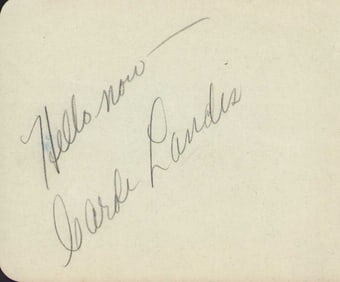 Hello now —
Carole Landis